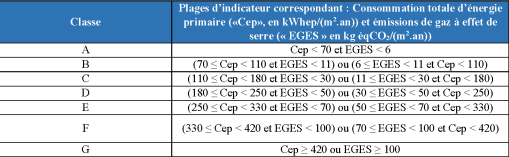 Classe
Plages d'indicateur correspondant : Consommation totale d'énergie
primaire («Cep», en kWhep/(m².an)) et émissions de gaz à effet de
serre (« EGES » en kg éqCO₂/(m².an))
A
Cep < 70 et EGES < 6
B
(70 ≤ Cep < 110 et EGES < 11) ou (6 ≤ EGES < 11 et Cep < 110)
C
(110 ≤ Cep < 180 et EGES < 30) ou (11 ≤ EGES < 30 et Cep < 180)
D
(180 ≤ Cep < 250 et EGES < 50) ou (30 ≤ EGES < 50 et Cep < 250)
E
(250 ≤ Cep < 330 et EGES < 70) ou (50 ≤ EGES < 70 et Cep < 330)
F
(330 ≤ Cep < 420 et EGES < 100) ou (70 ≤ EGES < 100 et Cep < 420)
G
Cep ≥ 420 ou EGES ≥ 100